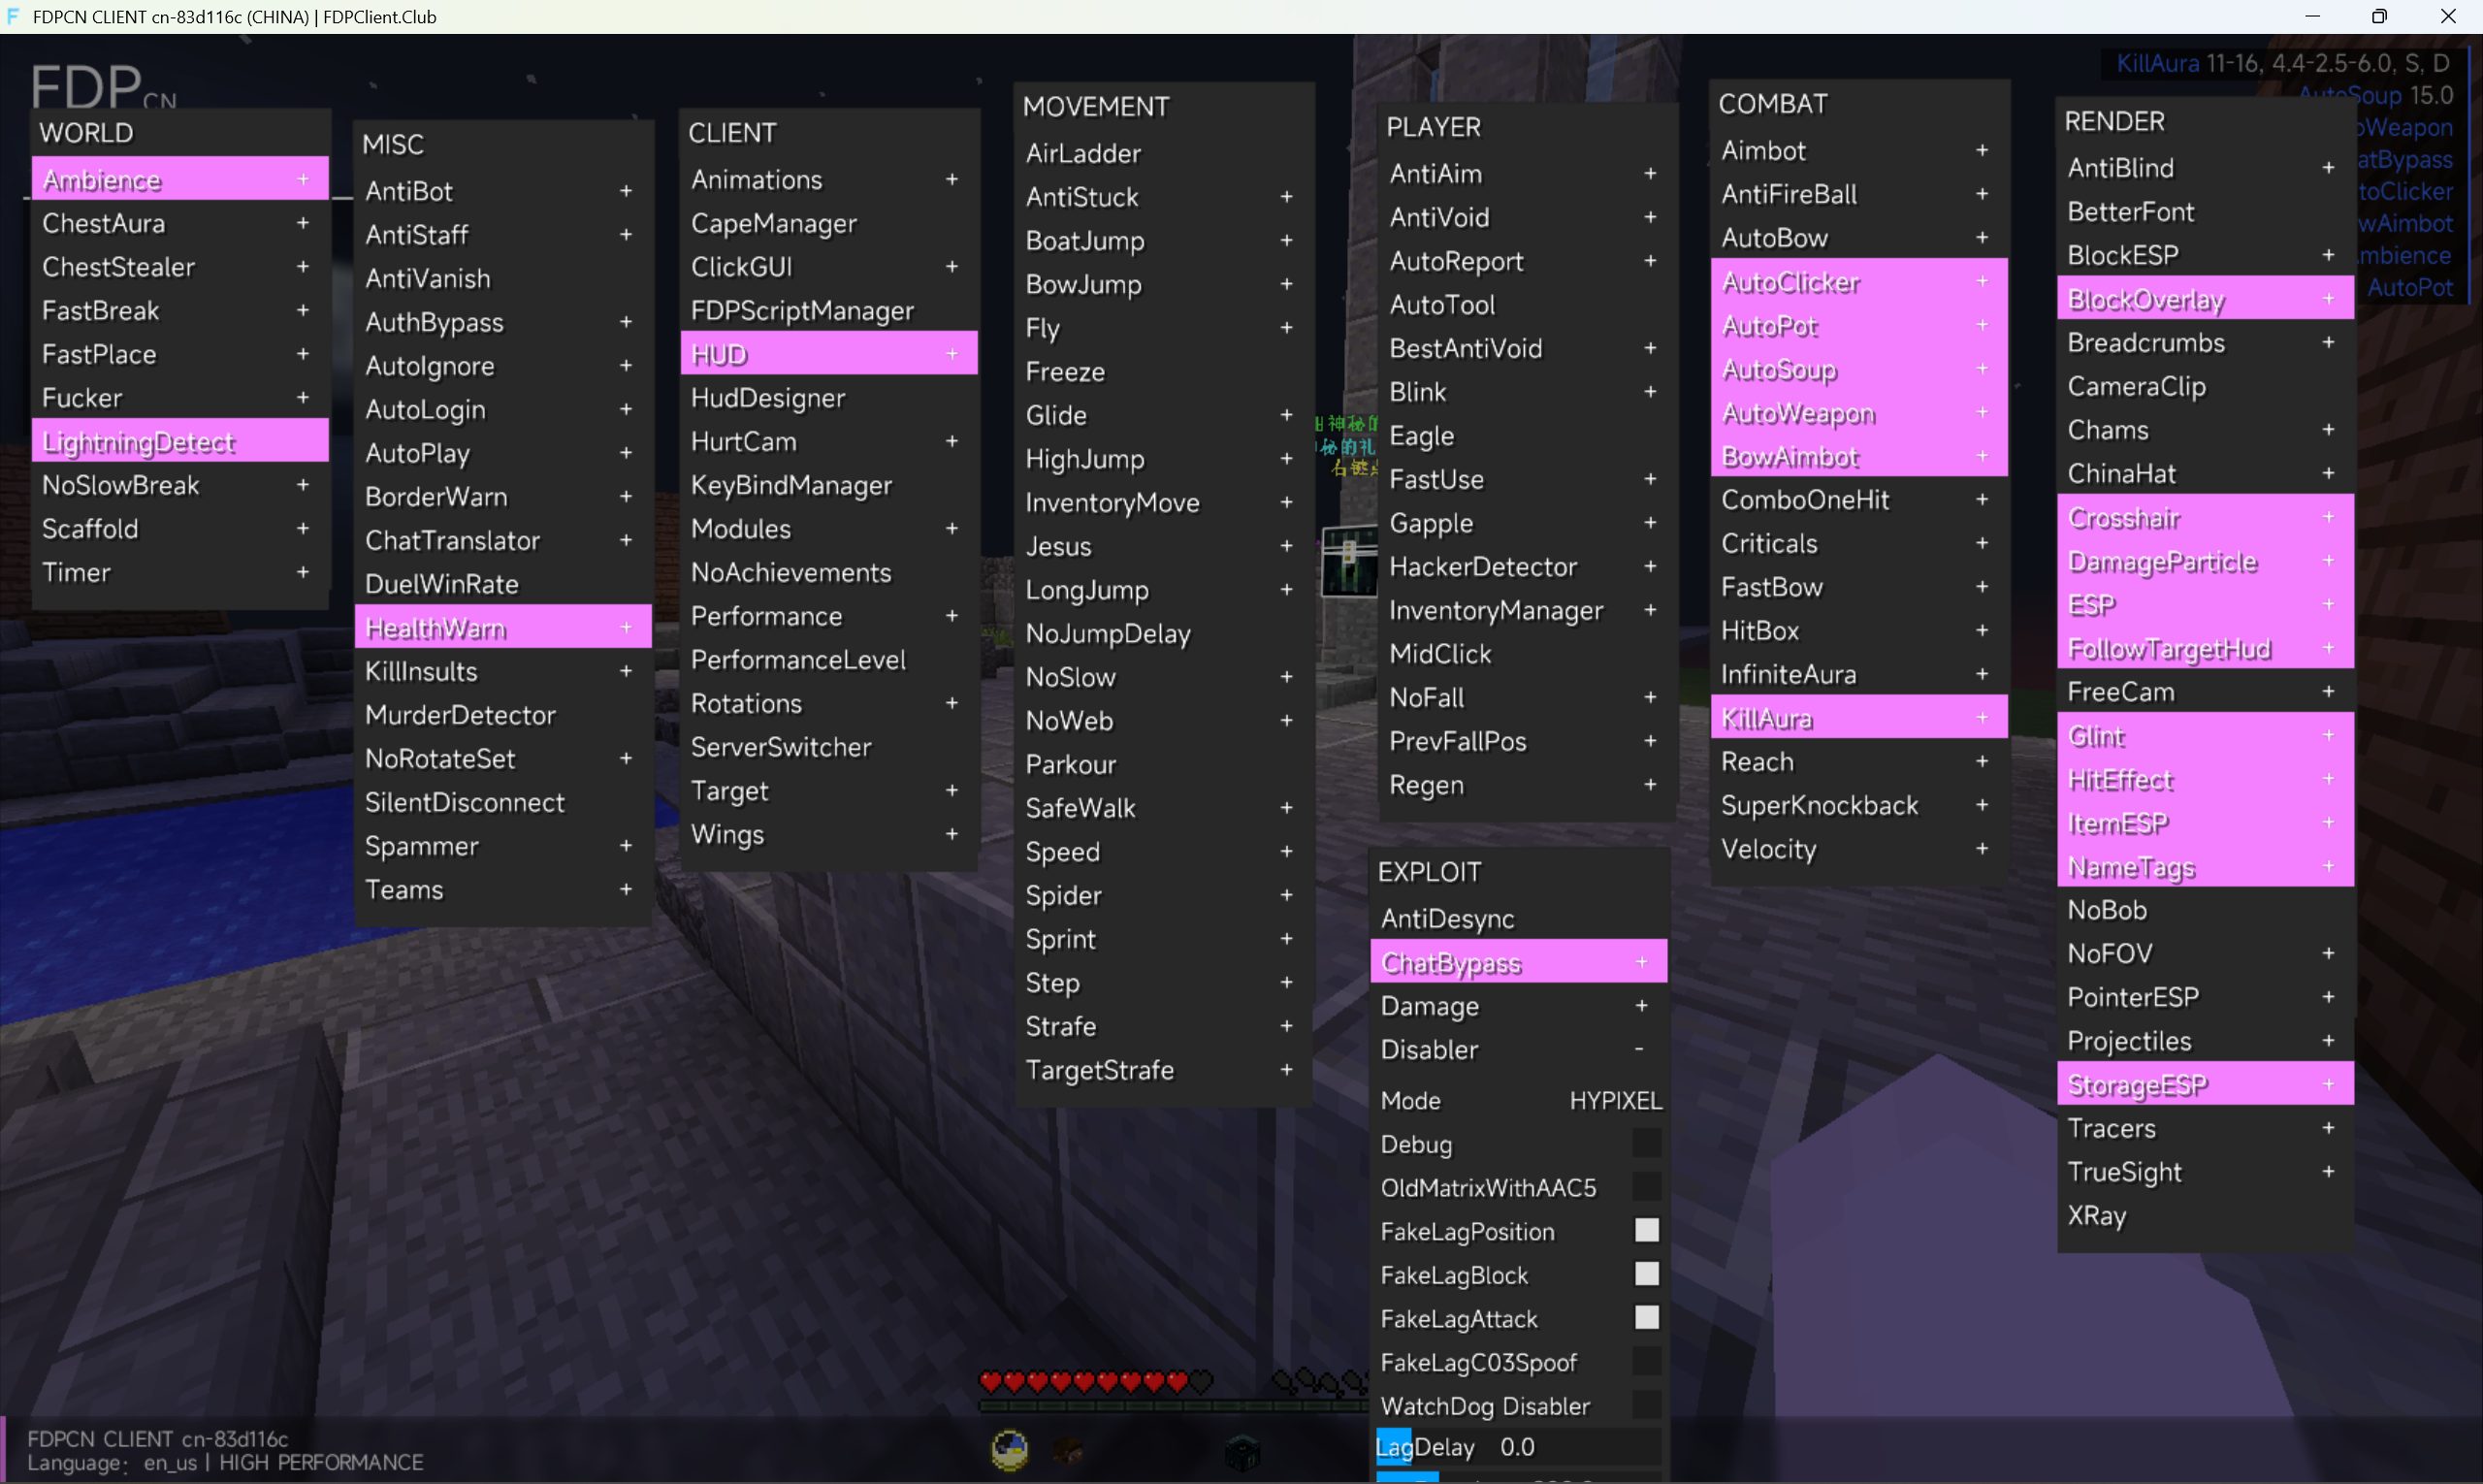 FDPCN CLIENT cn-83d116c (CHINA) | FDPClient.Club
FDPCN
WORLD
Ambience +
ChestAura +
ChestStealer +
FastBreak +
FastPlace +
Fucker +
LightningDetect
NoSlowBreak +
Scaffold +
Timer +
MISC
AntiBot +
AntiStaff +
AntiVanish
AuthBypass +
AutoIgnore +
AutoLogin +
AutoPlay +
BorderWarn +
ChatTranslator +
DuelWinRate
HealthWarn +
KillInsults +
MurderDetector
NoRotateSet +
SilentDisconnect
Spammer +
Teams +
CLIENT
Animations +
CapeManager
ClickGUI +
FDPScriptManager
HUD +
HudDesigner
HurtCam +
KeyBindManager
Modules +
NoAchievements
Performance +
PerformanceLevel
Rotations +
ServerSwitcher
Target +
Wings +
MOVEMENT
AirLadder
AntiStuck +
BoatJump +
BowJump +
Fly +
Freeze
Glide +
HighJump +
InventoryMove +
Jesus +
LongJump +
NoJumpDelay
NoSlow +
NoWeb +
Parkour
SafeWalk +
Speed +
Spider +
Sprint +
Step +
Strafe +
TargetStrafe +
神秘的
秘的礼
右键
PLAYER
AntiAim +
AntiVoid +
AutoReport +
AutoTool
BestAntiVoid +
Blink +
Eagle
FastUse +
Gapple +
HackerDetector +
InventoryManager +
MidClick
NoFall +
PrevFallPos +
Regen +
EXPLOIT
AntiDesync
ChatBypass +
Damage +
Disabler -
Mode HYPIXEL
Debug
OldMatrixWithAAC5
FakeLagPosition
FakeLagBlock
FakeLagAttack
FakeLagC03Spoof
WatchDog Disabler
LagDelay 0.0
COMBAT
Aimbot +
AntiFireBall +
AutoBow +
AutoClicker +
AutoPot +
AutoSoup +
AutoWeapon +
BowAimbot +
ComboOneHit +
Criticals +
FastBow +
HitBox +
InfiniteAura +
KillAura +
Reach +
SuperKnockback +
Velocity +
RENDER
AntiBlind +
BetterFont
BlockESP +
BlockOverlay +
Breadcrumbs +
CameraClip
Chams +
ChinaHat +
Crosshair +
DamageParticle +
ESP +
FollowTargetHud +
FreeCam +
Glint +
HitEffect +
ItemESP +
NameTags +
NoBob
NoFOV +
PointerESP +
Projectiles +
StorageESP +
Tracers +
TrueSight +
XRay
KillAura 11-16, 4.4-2.5-6.0, S, D
AutoSoup 15.0
oWeapon
atBypass
toClicker
wAimbot
mbience
AutoPot
FDPCN CLIENT cn-83d116c
Language: en_us | HIGH PERFORMANCE